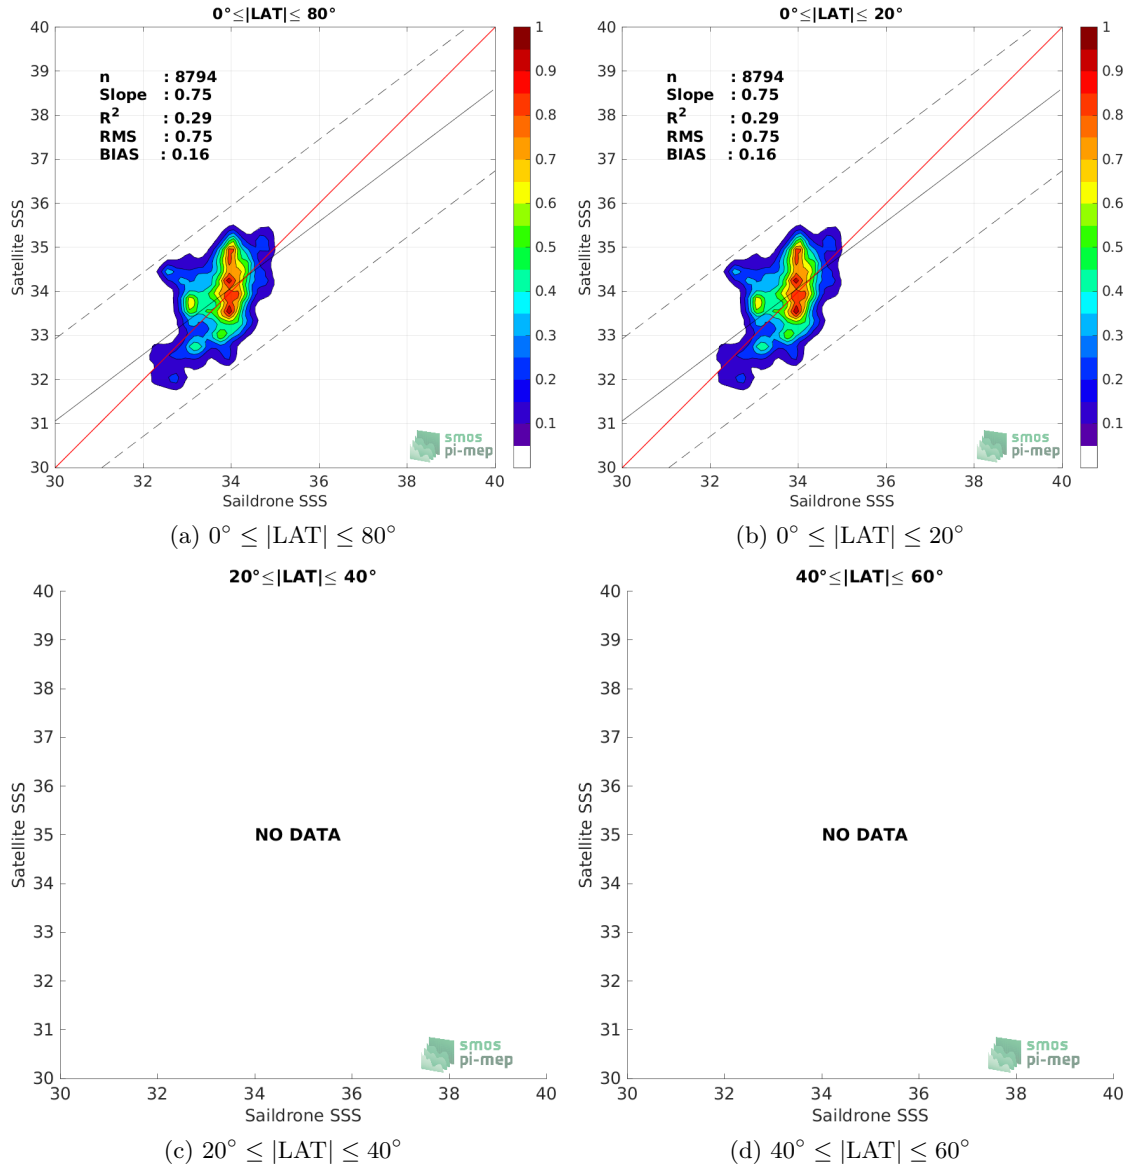 0°≤|LAT|≤ 80°
40
39
38
37
36
35
34
33
32
31
30
Satellite SSS
n : 8794
Slope : 0.75
R2 : 0.29
RMS : 0.75
BIAS : 0.16
1
0.9
0.8
0.7
0.6
0.5
0.4
0.3
0.2
0.1
smos
pi-mep
30 32 34 36 38 40
Saildrone SSS
(a) 0° ≤ |LAT| ≤ 80°
0°≤|LAT|≤ 20°
40
39
38
37
36
35
34
33
32
31
30
Satellite SSS
n : 8794
Slope : 0.75
R2 : 0.29
RMS : 0.75
BIAS : 0.16
1
0.9
0.8
0.7
0.6
0.5
0.4
0.3
0.2
0.1
smos
pi-mep
30 32 34 36 38 40
Saildrone SSS
(b) 0° ≤ |LAT| ≤ 20°
20°≤|LAT|≤ 40°
40
39
38
37
36
35
34
33
32
31
30
Satellite SSS
NO DATA
smos
pi-mep
30 32 34 36 38 40
Saildrone SSS
(c) 20° ≤ |LAT| ≤ 40°
40°≤|LAT|≤ 60°
40
39
38
37
36
35
34
33
32
31
30
Satellite SSS
NO DATA
smos
pi-mep
30 32 34 36 38 40
Saildrone SSS
(d) 40° ≤ |LAT| ≤ 60°